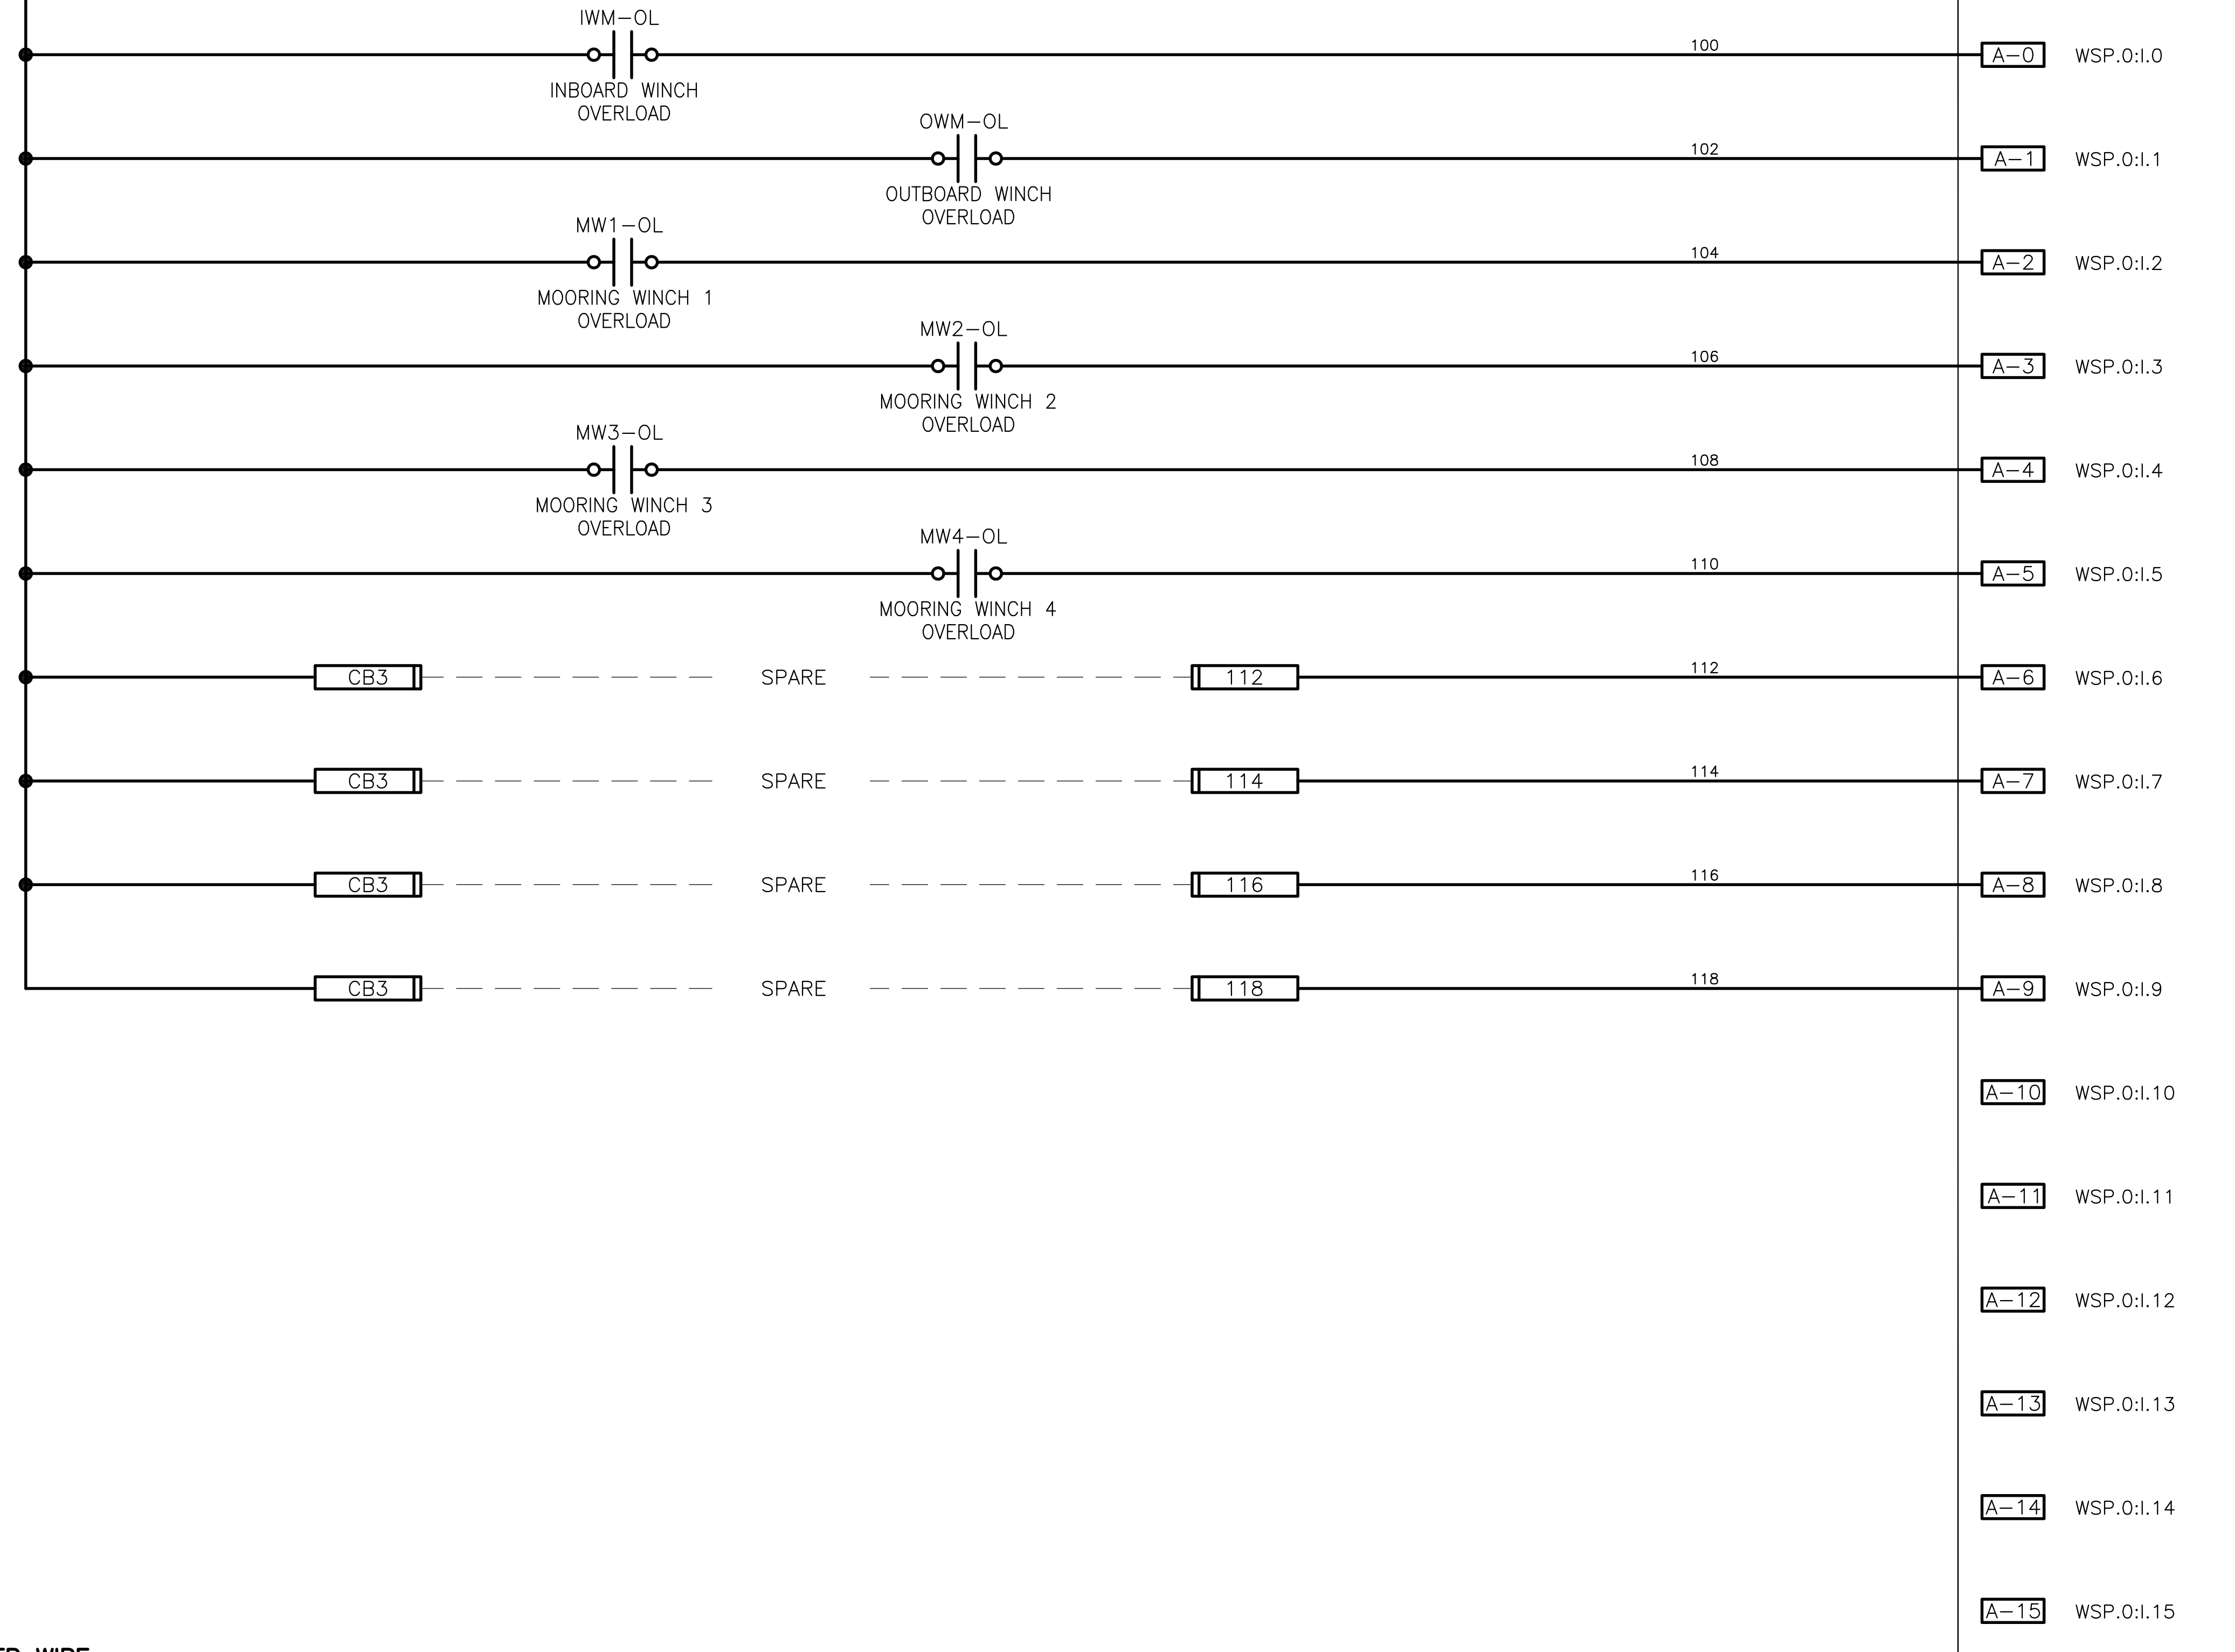 IWM-OL
100
A-0 WSP.0:I.0
INBOARD WINCH
OVERLOAD
OWM-OL
102
A-1 WSP.0:I.1
OUTBOARD WINCH
OVERLOAD
MW1-OL
104
A-2 WSP.0:I.2
MOORING WINCH 1
OVERLOAD
MW2-OL
106
A-3 WSP.0:I.3
MOORING WINCH 2
OVERLOAD
MW3-OL
108
A-4 WSP.0:I.4
MOORING WINCH 3
OVERLOAD
MW4-OL
110
A-5 WSP.0:I.5
MOORING WINCH 4
OVERLOAD
112
CB3 SPARE 112 A-6 WSP.0:I.6
114
CB3 SPARE 114 A-7 WSP.0:I.7
116
CB3 SPARE 116 A-8 WSP.0:I.8
118
CB3 SPARE 118 A-9 WSP.0:I.9
A-10 WSP.0:I.10
A-11 WSP.0:I.11
A-12 WSP.0:I.12
A-13 WSP.0:I.13
A-14 WSP.0:I.14
A-15 WSP.0:I.15